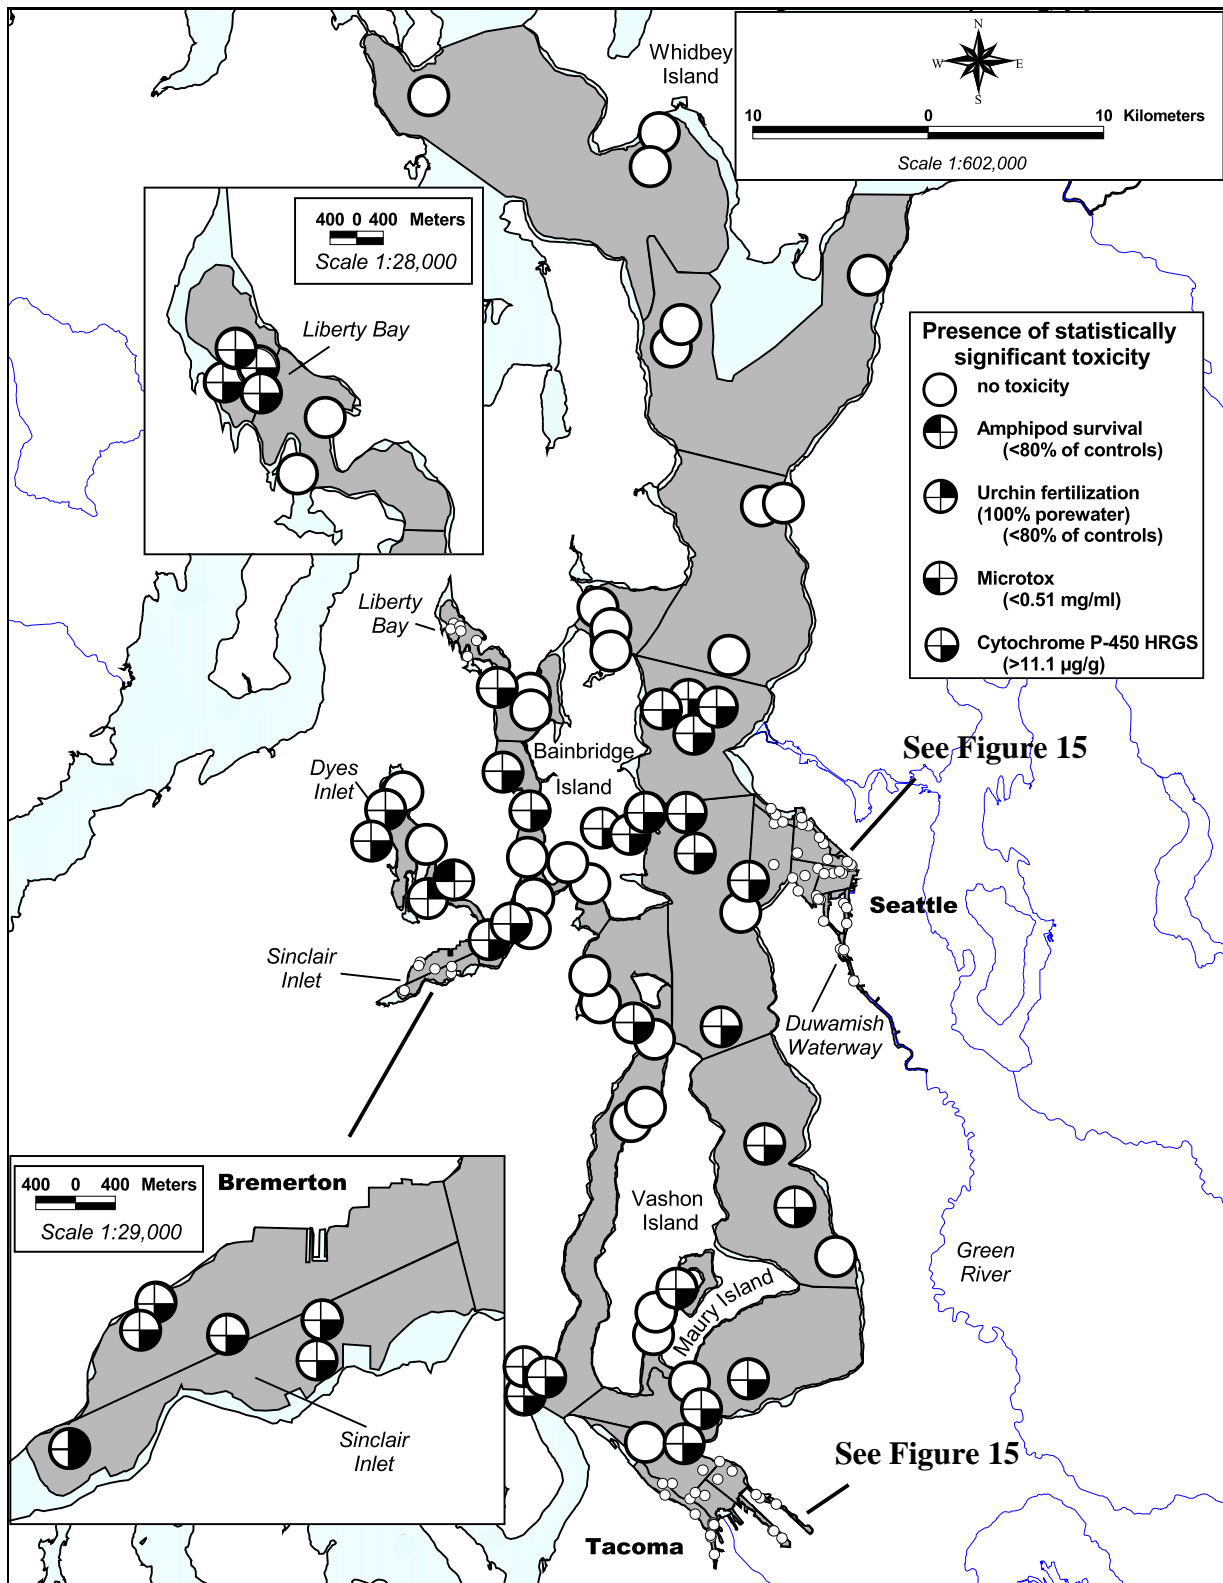 Whidbey
Island
N
W
E
S
10
0
10
Kilometers
Scale 1:602,000
400 0 400 Meters
Scale 1:28,000
Liberty Bay
Presence of statistically
significant toxicity
no toxicity
Amphipod survival
(<80% of controls)
Urchin fertilization
(100% porewater)
(<80% of controls)
Microtox
(<0.51 mg/ml)
Cytochrome P-450 HRGS
(>11.1 µg/g)
Liberty
Bay
Bainbridge
Island
See Figure 15
Dyes
Inlet
Seattle
Sinclair
Inlet
Duwamish
Waterway
400 0 400 Meters
Scale 1:29,000
Bremerton
Vashon
Island
Green
River
Maury Island
Sinclair
Inlet
See Figure 15
Tacoma